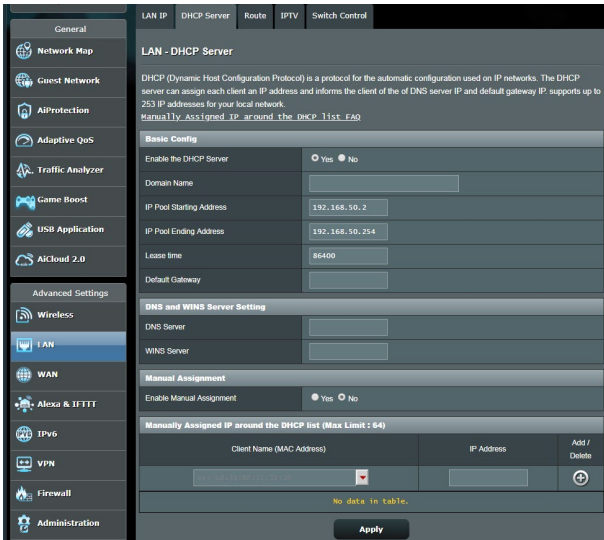 LAN IP DHCP Server Route IPTV Switch Control
General
Network Map
Guest Network
AiProtection
Adaptive QoS
Traffic Analyzer
Game Boost
USB Application
AiCloud 2.0
Advanced Settings
Wireless
LAN
WAN
Alexa & IFTTT
IPv6
VPN
Firewall
Administration
LAN - DHCP Server
DHCP (Dynamic Host Configuration Protocol) is a protocol for the automatic configuration used on IP networks. The DHCP
server can assign each client an IP address and informs the client of the of DNS server IP and default gateway IP. supports up to
253 IP addresses for your local network.
Manually Assigned IP around the DHCP list FAQ
Basic Config
Enable the DHCP Server Yes No
Domain Name
IP Pool Starting Address 192.168.50.2
IP Pool Ending Address 192.168.50.254
Lease time 86400
Default Gateway
DNS and WINS Server Setting
DNS Server
WINS Server
Manual Assignment
Enable Manual Assignment Yes No
Manually Assigned IP around the DHCP list (Max Limit : 64)
Client Name (MAC Address) IP Address Add /
Delete
No data in table.
Apply